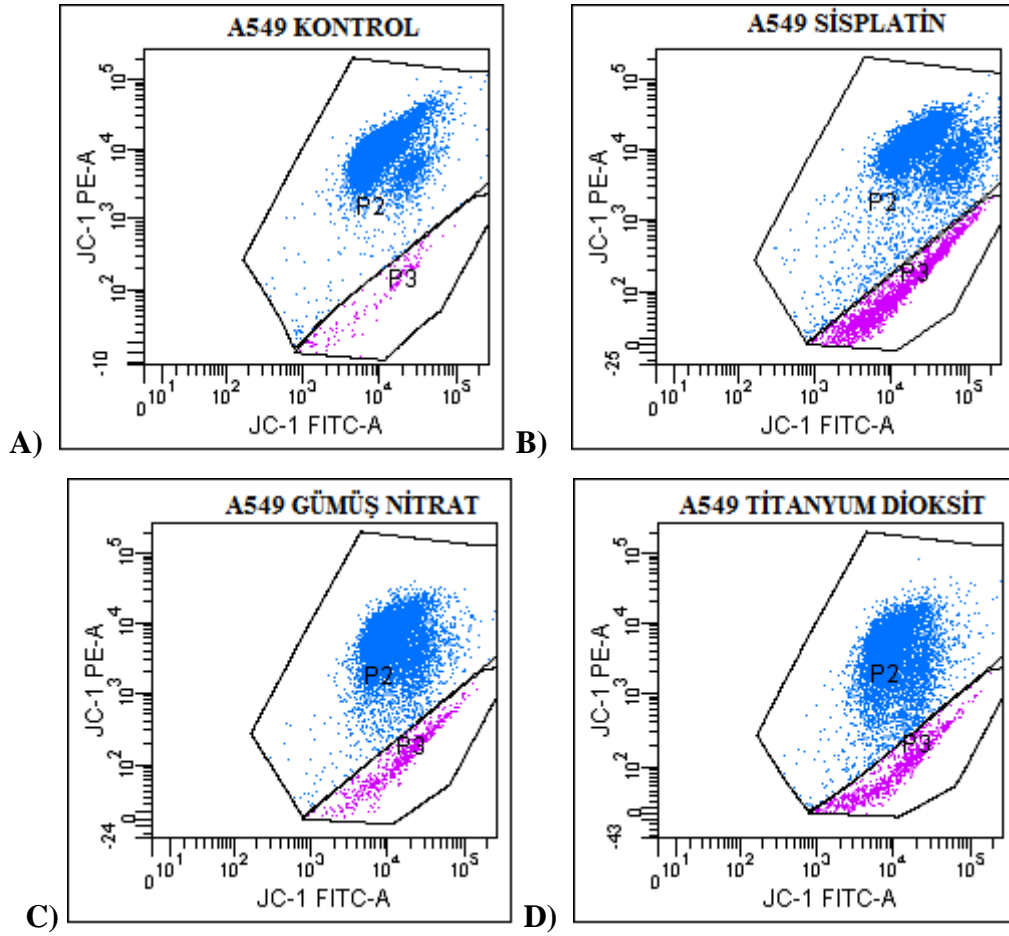 A549 KONTROL
JC-1 PE-A
10^5
10^4
10^3
10^2
-10
P2
P3
0 10^1 10^2 10^3 10^4 10^5
JC-1 FITC-A
A)
A549 SİSPLATİN
JC-1 PE-A
10^5
10^4
10^3
10^2
0
-25
P2
P3
0 10^1 10^2 10^3 10^4 10^5
JC-1 FITC-A
B)
A549 GÜMÜŞ NİTRAT
JC-1 PE-A
10^5
10^4
10^3
10^2
0
-24
P2
P3
0 10^1 10^2 10^3 10^4 10^5
JC-1 FITC-A
C)
A549 TİTANYUM DİOKSİT
JC-1 PE-A
10^5
10^4
10^3
10^2
0
-43
P2
P3
0 10^1 10^2 10^3 10^4 10^5
JC-1 FITC-A
D)